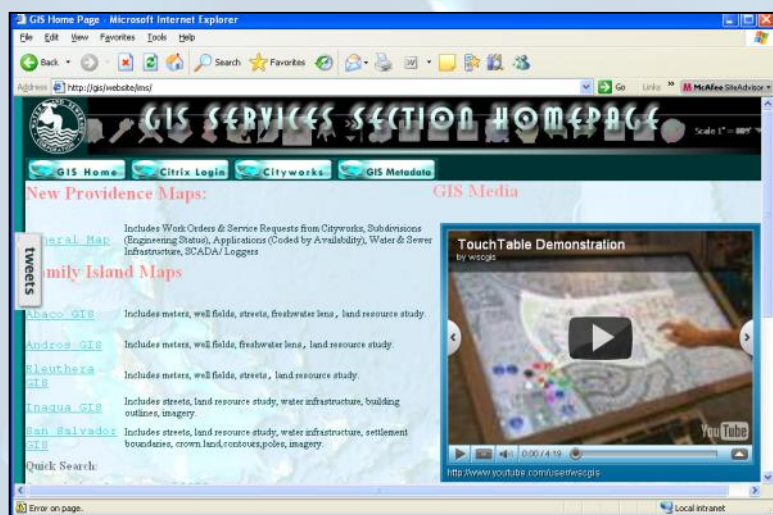 GIS Home Page - Microsoft Internet Explorer
File Edit View Favorites Tools Help
Back Search Favorites
Address http://gis/website/ims/ Go Links McAfee SiteAdvisor
GIS SERVICES SECTION HOMEPAGE
Scale 1" =
GIS Home Citrix Login Cityworks GIS Metadata
New Providence Maps:
neral Map
Includes Work Orders & Service Requests from Cityworks, Subdivisions
(Engineering Status), Applications (Coded by Availability), Water & Sewer
Infrastructure, SCADA/ Loggers
tweets
amily Island Maps
Abaco GIS Includes meters, well fields, streets, freshwater lens, land resource study.
Andros GIS Includes meters, well fields, freshwater lens, land resource study.
Eleuthera
GIS
Includes meters, well fields, streets, land resource study.
Inagua GIS
Includes streets, land resource study, water infrastructure, building
outlines, imagery.
San Salvador
GIS
Includes streets, land resource study, water infrastructure, settlement
boundaries, crown land,contours,poles, imagery.
Quick Search:
GIS Media
TouchTable Demonstration
by wscgis
YouTube
0:00 / 4:19
http://www.youtube.com/user/wscgis
Error on page. Local intranet